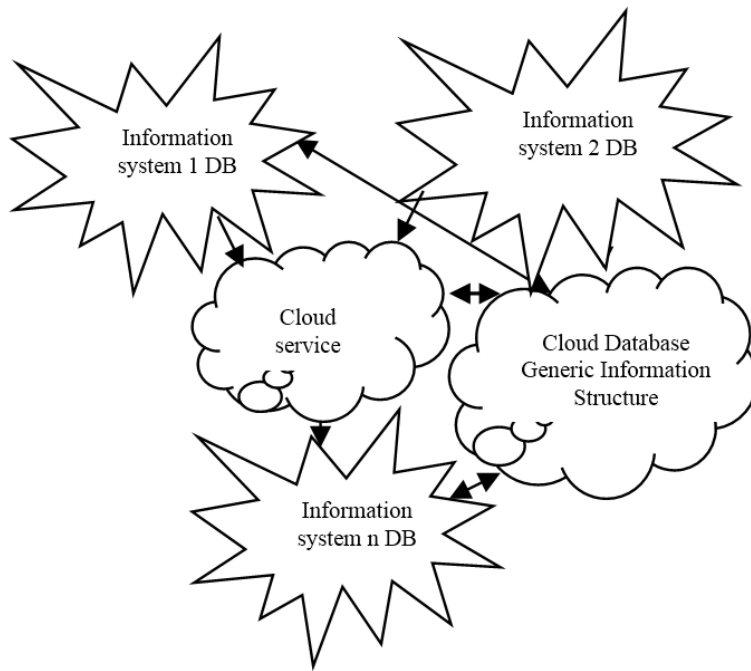 Information
system 1 DB
Information
system 2 DB
Cloud
service
Cloud Database
Generic Information
Structure
Information
system n DB